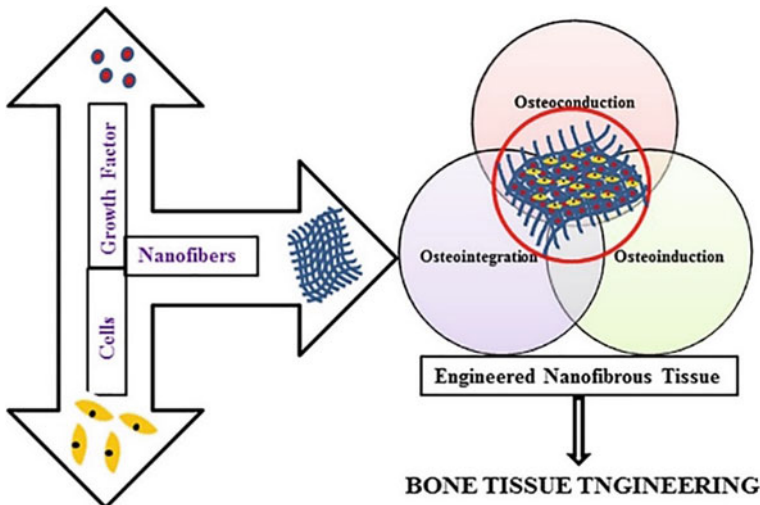 Growth Factor
Nanofibers
Cells
Osteoconduction
Osteointegration
Osteoinduction
Engineered Nanofibrous Tissue
BONE TISSUE TNGINEERING